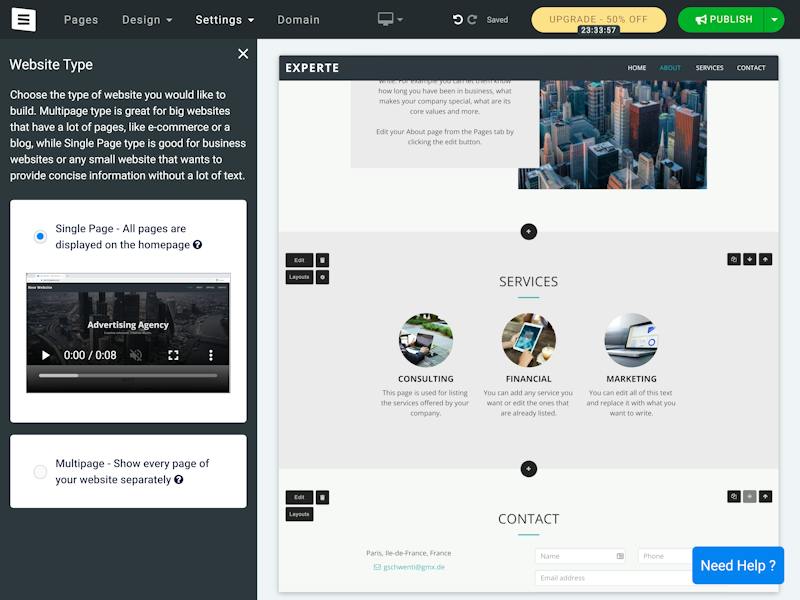 Pages
Design
Settings
Domain
Saved
UPGRADE - 50% OFF
23:33:57
PUBLISH
Website Type
Choose the type of website you would like to
build. Multipage type is great for big websites
that have a lot of pages, like e-commerce or a
blog, while Single Page type is good for business
websites or any small website that wants to
provide concise information without a lot of text.
Single Page - All pages are
displayed on the homepage
New Website
Advertising Agency
0:00 / 0:08
Multipage - Show every page of
your website separately
EXPERTE
HOME
ABOUT
SERVICES
CONTACT
write. For example you can let them know
how long you have been in business, what
makes your company special, what are its
core values and more.
Edit your About page from the Pages tab by
clicking the edit button.
Edit
Layouts
SERVICES
CONSULTING
This page is used for listing
the services offered by your
company.
FINANCIAL
You can add any service you
want or edit the ones that
are already listed.
MARKETING
You can edit all of this text
and replace it with what you
want to write.
Edit
Layouts
CONTACT
Paris, Ile-de-France, France
gschwenti@gmx.de
Name
Phone
Email address
Need Help ?